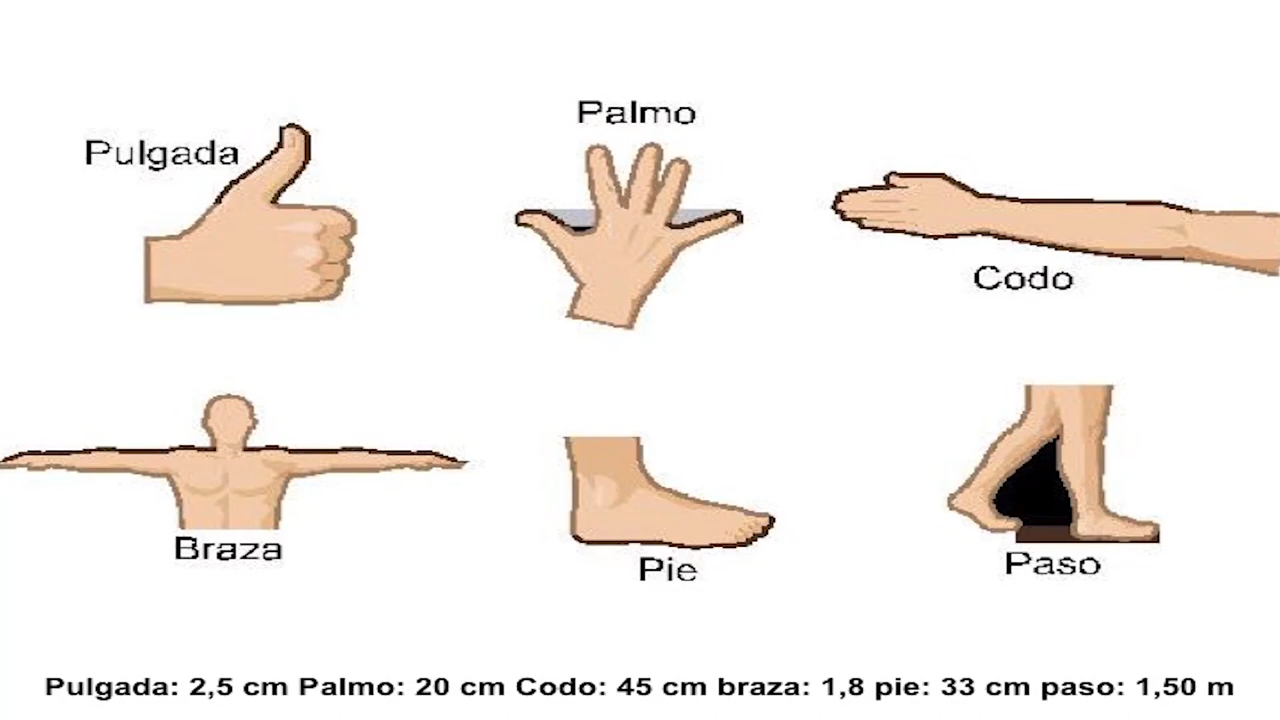 Palmo
Pulgada
Codo
Braza
Pie
Paso
Pulgada: 2,5 cm Palmo: 20 cm Codo: 45 cm braza: 1,8 pie: 33 cm paso: 1,50 m